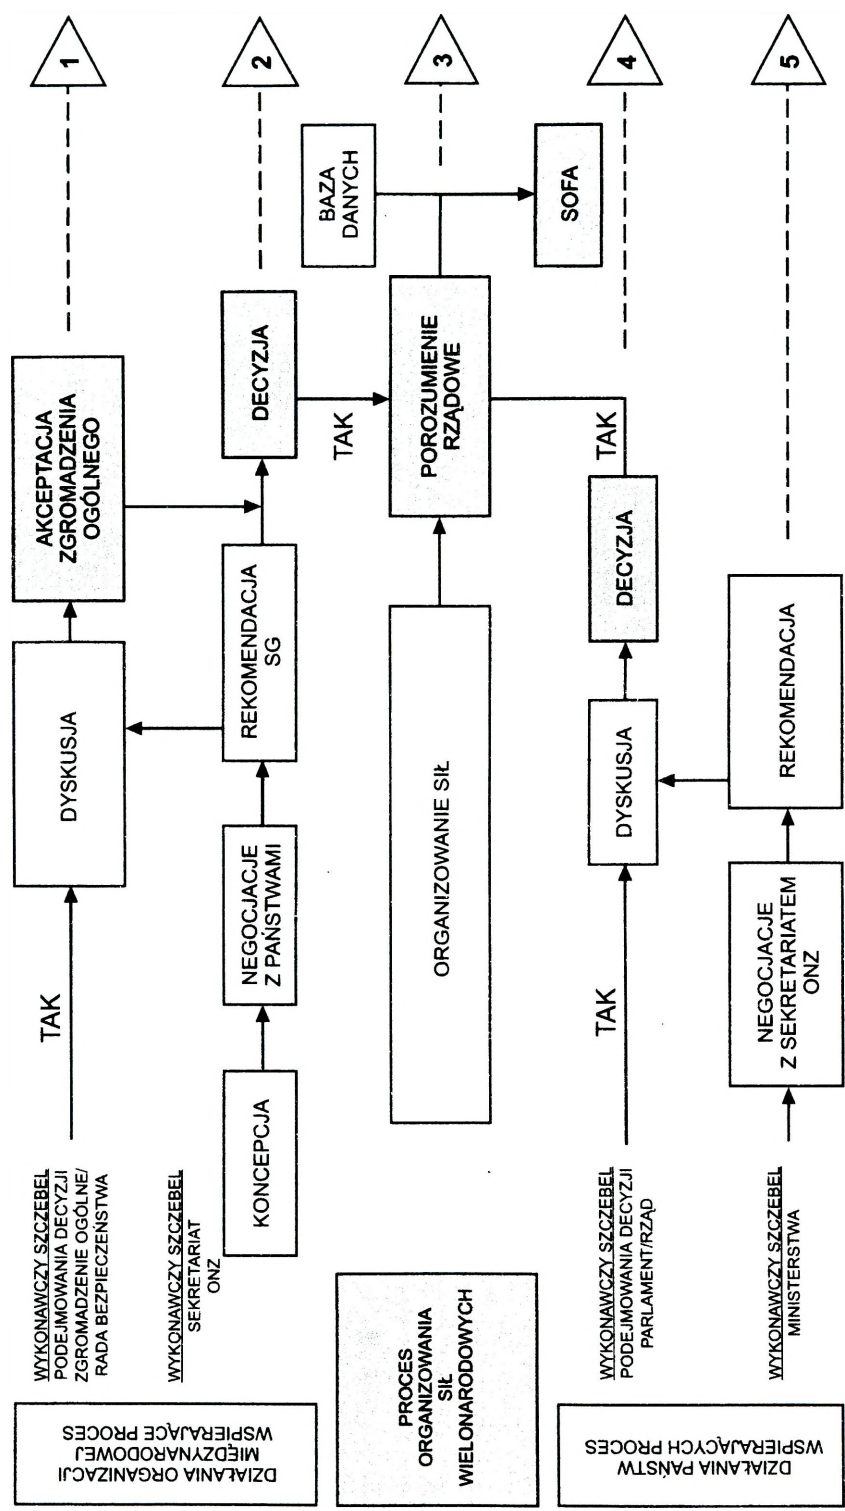 DZIAŁANIA ORGANIZACJI
MIĘDZYNARODOWEJ
WSPIERAJĄCE PROCES
WYKONAWCZY SZCZEBEL
PODEJMOWANIA DECYZJI
ZGROMADZENIE OGÓLNE/
RADA BEZPIECZEŃSTWA
TAK
DYSKUSJA
AKCEPTACJA
ZGROMADZENIA
OGÓLNEGO
1
WYKONAWCZY SZCZEBEL
SEKRETARIAT
ONZ
KONCEPCJA
NEGOCJACJE
Z PAŃSTWAMI
REKOMENDACJA
SG
DECYZJA
2
TAK
PROCES
ORGANIZOWANIA
SIŁ
WIELONARODOWYCH
ORGANIZOWANIE SIŁ
POROZUMIENIE
RZĄDOWE
BAZA
DANYCH
SOFA
3
DZIAŁANIA PAŃSTW
WSPIERAJĄCYCH PROCES
WYKONAWCZY SZCZEBEL
PODEJMOWANIA DECYZJI
PARLAMENT/RZĄD
TAK
DYSKUSJA
DECYZJA
TAK
4
WYKONAWCZY SZCZEBEL
MINISTERSTWA
NEGOCJACJE
Z SEKRETARIATEM
ONZ
REKOMENDACJA
5